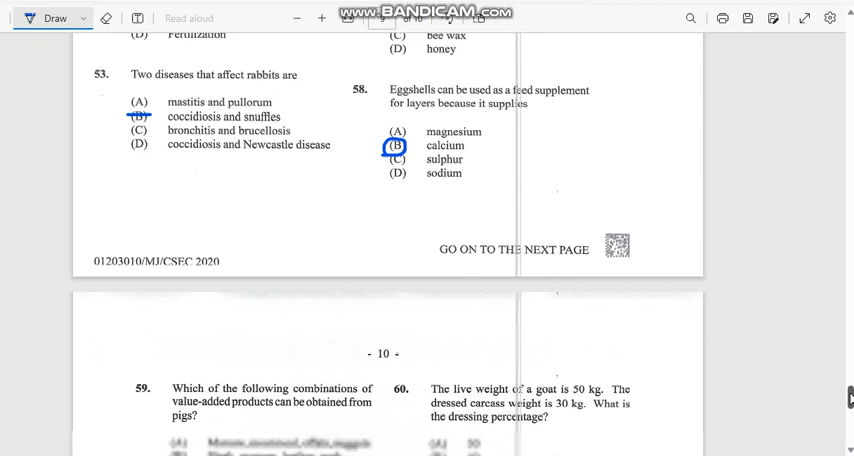 Draw
Read aloud
9
of 10
www.BANDICAM.com
(D) Fertilization
53. Two diseases that affect rabbits are
(A) mastitis and pullorum
(B) coccidiosis and snuffles
(C) bronchitis and brucellosis
(D) coccidiosis and Newcastle disease
01203010/MJ/CSEC 2020
(C) bee wax
(D) honey
58. Eggshells can be used as a feed supplement
for layers because it supplies
(A) magnesium
(B calcium
(C) sulphur
(D) sodium
GO ON TO THE NEXT PAGE
- 10 -
59. Which of the following combinations of
value-added products can be obtained from
pigs?
(A)
60. The live weight of a goat is 50 kg. The
dressed carcass weight is 30 kg. What is
the dressing percentage?
(A) 30